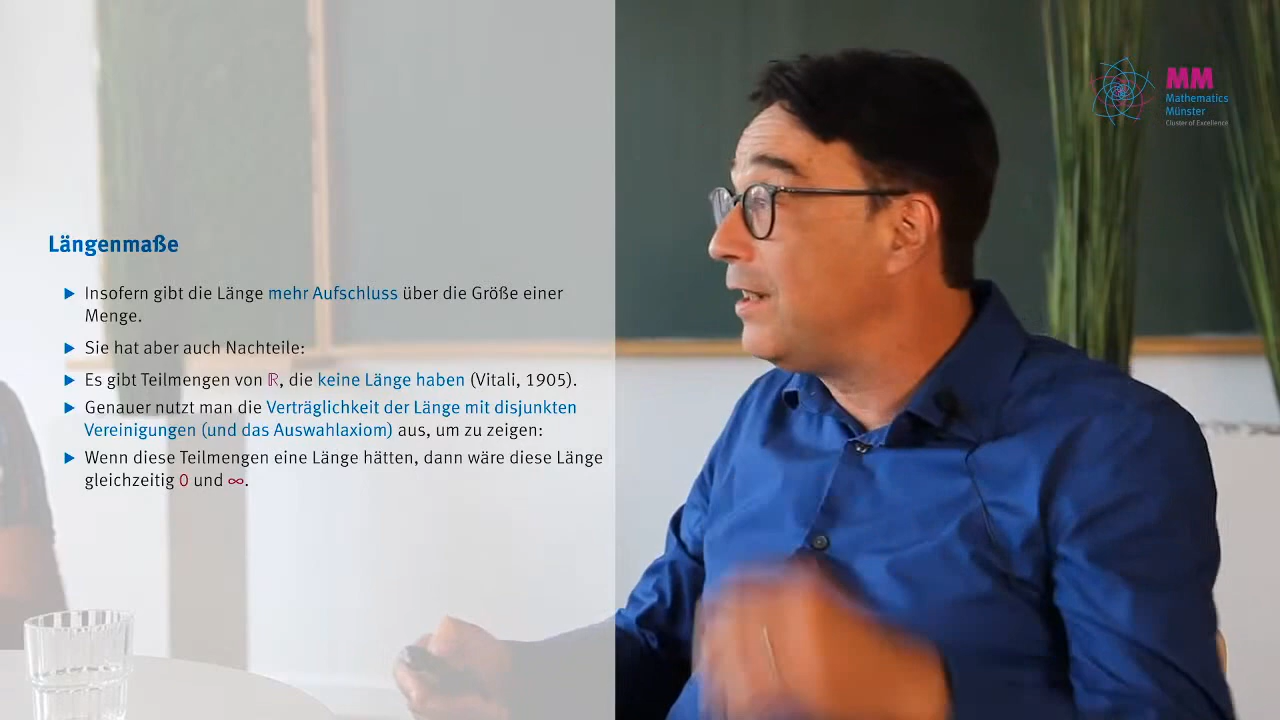 MM
Mathematics
Münster
Cluster of Excellence
Längenmaße
▶ Insofern gibt die Länge mehr Aufschluss über die Größe einer
Menge.
▶ Sie hat aber auch Nachteile:
▶ Es gibt Teilmengen von ℝ, die keine Länge haben (Vitali, 1905).
▶ Genauer nutzt man die Verträglichkeit der Länge mit disjunkten
Vereinigungen (und das Auswahlaxiom) aus, um zu zeigen:
▶ Wenn diese Teilmengen eine Länge hätten, dann wäre diese Länge
gleichzeitig 0 und ∞.